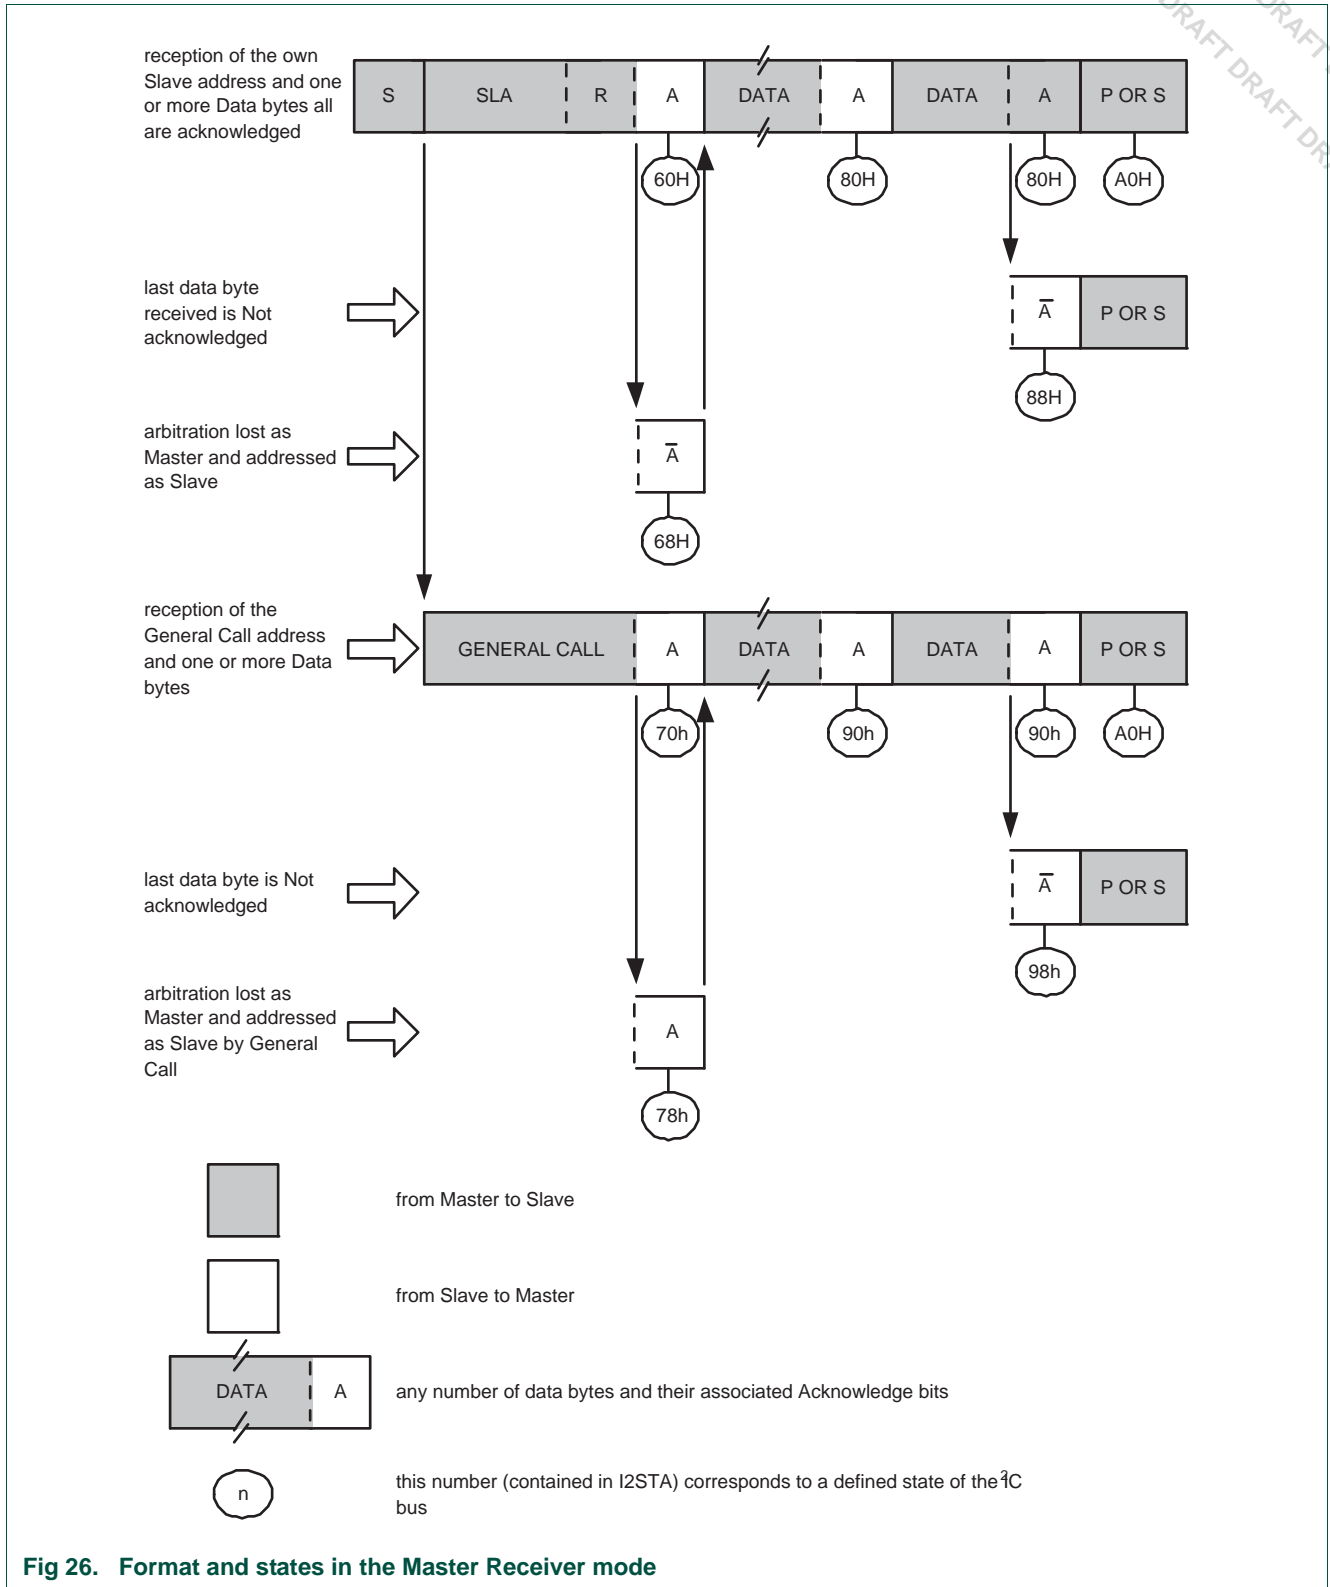 DRAFT DRAFT DRA
DRAFT DRAFT
reception of the own
Slave address and one
or more Data bytes all
are acknowledged
S SLA R A DATA A DATA A P OR S
60H 80H 80H A0H
last data byte
received is Not
acknowledged
A̅ P OR S
88H
arbitration lost as
Master and addressed
as Slave
A̅
68H
reception of the
General Call address
and one or more Data
bytes
GENERAL CALL A DATA A DATA A P OR S
70h 90h 90h A0H
last data byte is Not
acknowledged
A̅ P OR S
98h
arbitration lost as
Master and addressed
as Slave by General
Call
A
78h
from Master to Slave
from Slave to Master
DATA A any number of data bytes and their associated Acknowledge bits
n
this number (contained in I2STA) corresponds to a defined state of the I²C
bus
Fig 26. Format and states in the Master Receiver mode